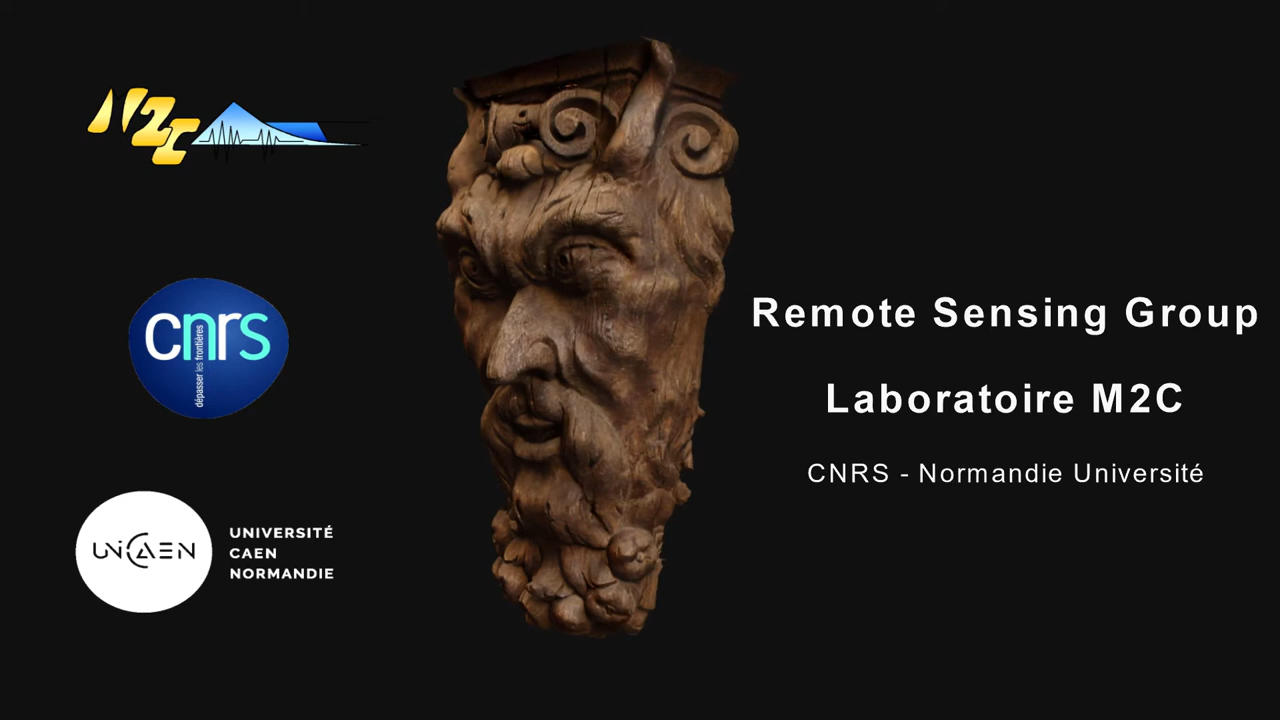 M2C
cnrs
dépasser les frontières
UNICAEN
UNIVERSITÉ
CAEN
NORMANDIE
Remote Sensing Group
Laboratoire M2C
CNRS - Normandie Université